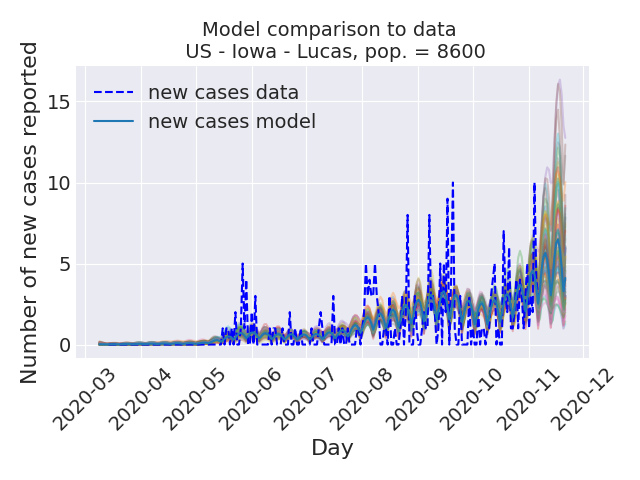 Model comparison to data
US - Iowa - Lucas, pop. = 8600
Number of new cases reported
15
10
5
0
new cases data
new cases model
2020-03
2020-04
2020-05
2020-06
2020-07
2020-08
2020-09
2020-10
2020-11
2020-12
Day